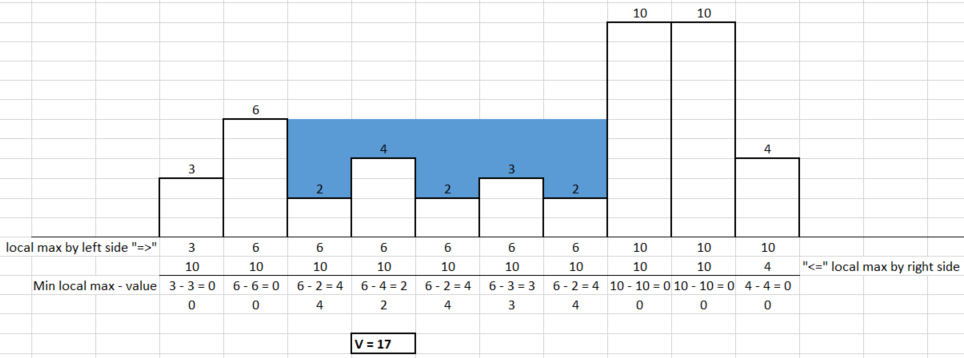 10 10
6
4 4
3 3
2 2 2
local max by left side "=>" 3 6 6 6 6 6 6 10 10 10
10 10 10 10 10 10 10 10 10 4 "<=" local max by right side
Min local max - value 3 - 3 = 0 6 - 6 = 0 6 - 2 = 4 6 - 4 = 2 6 - 2 = 4 6 - 3 = 3 6 - 2 = 4 10 - 10 = 0 10 - 10 = 0 4 - 4 = 0
0 0 4 2 4 3 4 0 0 0
V = 17